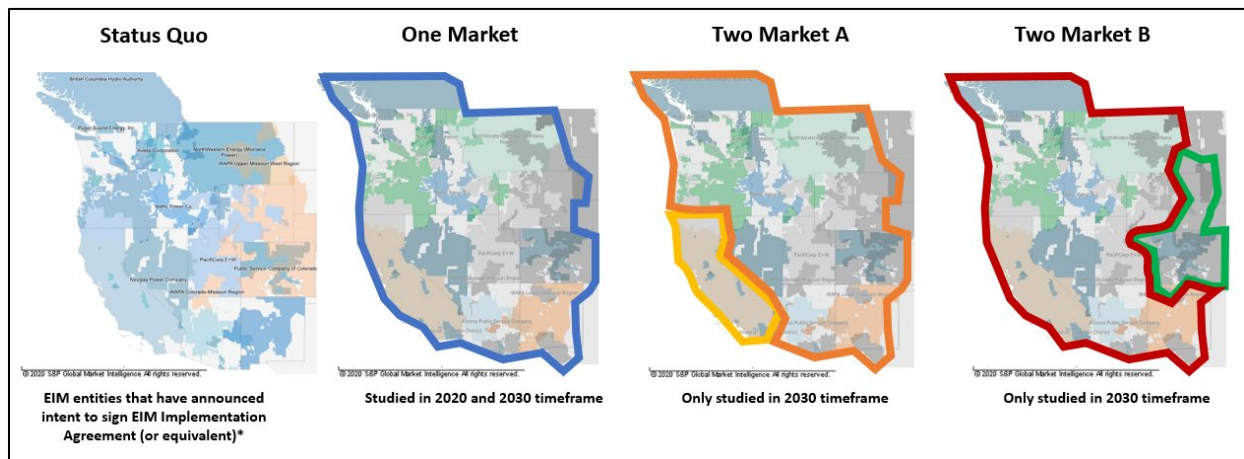 Status Quo
One Market
Two Market A
Two Market B
British Columbia Hydro Authority
Puget Sound Energy, Inc.
Avista Corporation
NorthWestern Energy (Montana
Power)
WAPA Upper Missouri West Region
Idaho Power Co
PacifiCorp E+W
Public Service Company of Colorado
Nevada Power Company
WAPA Colorado-Missouri Region
PacifiCorp E+W
PacifiCorp E+W
Arizona Public Service Company
© 2020 S&P Global Market Intelligence. All rights reserved.
© 2020 S&P Global Market Intelligence. All rights reserved.
© 2020 S&P Global Market Intelligence. All rights reserved.
© 2020 S&P Global Market Intelligence. All rights reserved.
EIM entities that have announced
intent to sign EIM Implementation
Agreement (or equivalent)*
Studied in 2020 and 2030 timeframe
Only studied in 2030 timeframe
Only studied in 2030 timeframe